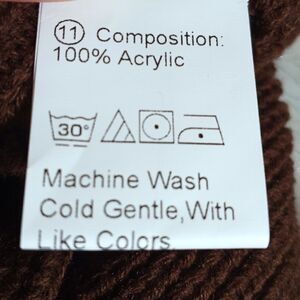 ⑪ Composition:
100% Acrylic
30°
Machine Wash
Cold Gentle,With
Like Colors.